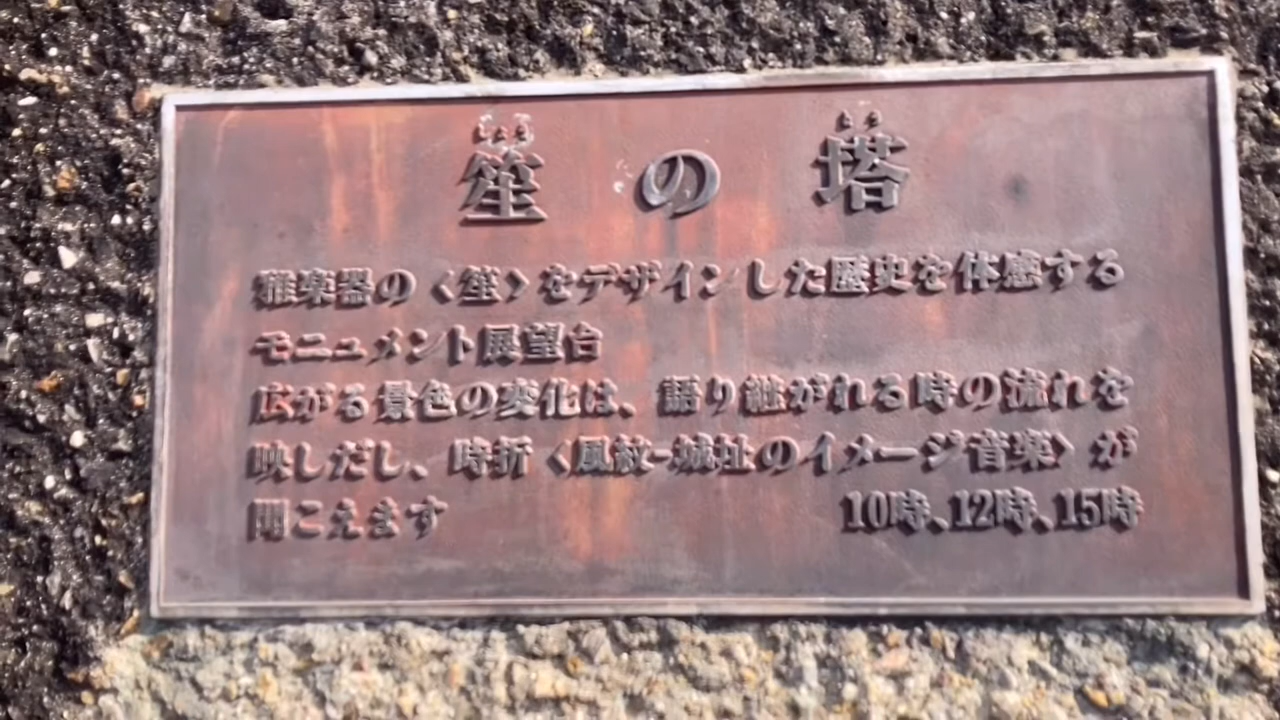 笙の塔
雅楽器の〈笙〉をデザインした歴史を体感する
モニュメント展望台
広がる景色の変化は、語り継がれる時の流れを
映しだし、時折〈風紋-城址のイメージ音楽〉が
聞こえます 10時、12時、15時